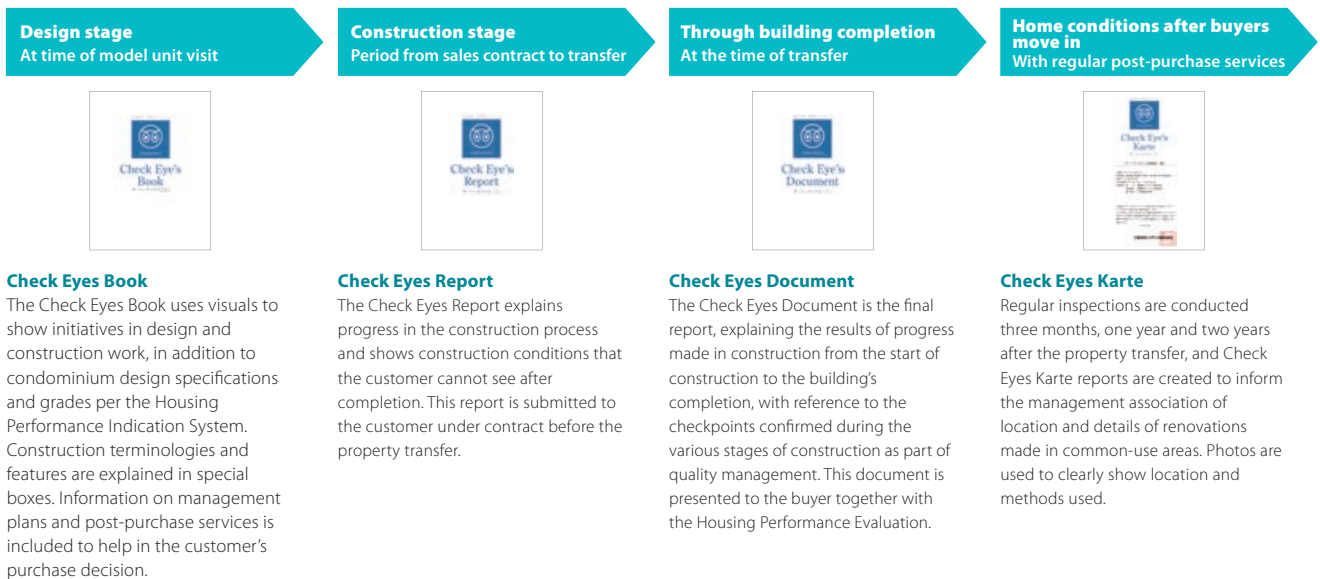 Design stage
At time of model unit visit
Construction stage
Period from sales contract to transfer
Through building completion
At the time of transfer
Home conditions after buyers
move in
With regular post-purchase services
Check Eye's
Book
Check Eye's
Report
Check Eye's
Document
Check Eye's
Karte
Check Eyes Book
The Check Eyes Book uses visuals to
show initiatives in design and
construction work, in addition to
condominium design specifications
and grades per the Housing
Performance Indication System.
Construction terminologies and
features are explained in special
boxes. Information on management
plans and post-purchase services is
included to help in the customer's
purchase decision.
Check Eyes Report
The Check Eyes Report explains
progress in the construction process
and shows construction conditions that
the customer cannot see after
completion. This report is submitted to
the customer under contract before the
property transfer.
Check Eyes Document
The Check Eyes Document is the final
report, explaining the results of progress
made in construction from the start of
construction to the building's
completion, with reference to the
checkpoints confirmed during the
various stages of construction as part of
quality management. This document is
presented to the buyer together with
the Housing Performance Evaluation.
Check Eyes Karte
Regular inspections are conducted
three months, one year and two years
after the property transfer, and Check
Eyes Karte reports are created to inform
the management association of
location and details of renovations
made in common-use areas. Photos are
used to clearly show location and
methods used.